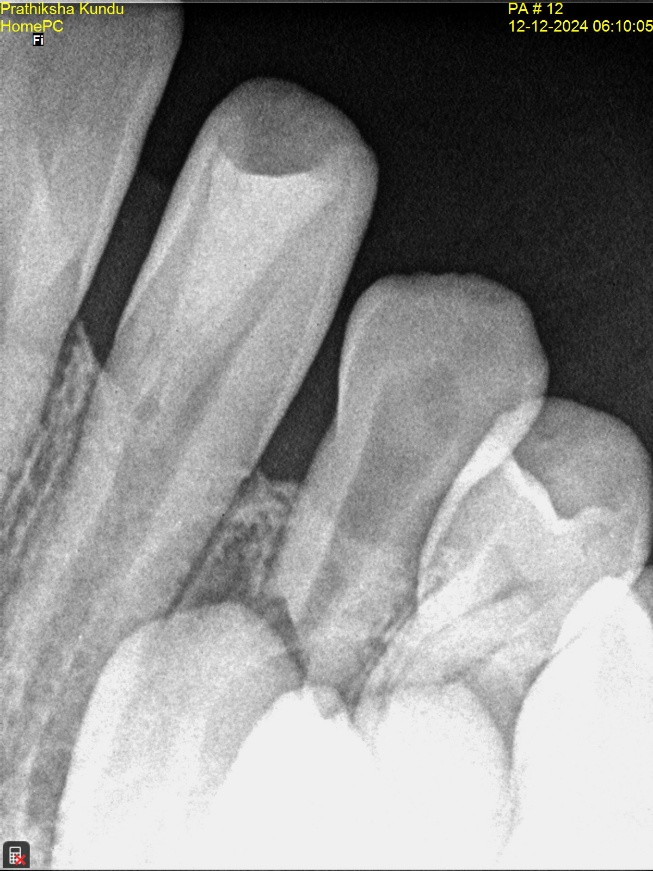 Prathiksha Kundu
HomePC
Fi
PA # 12
12-12-2024 06:10:05